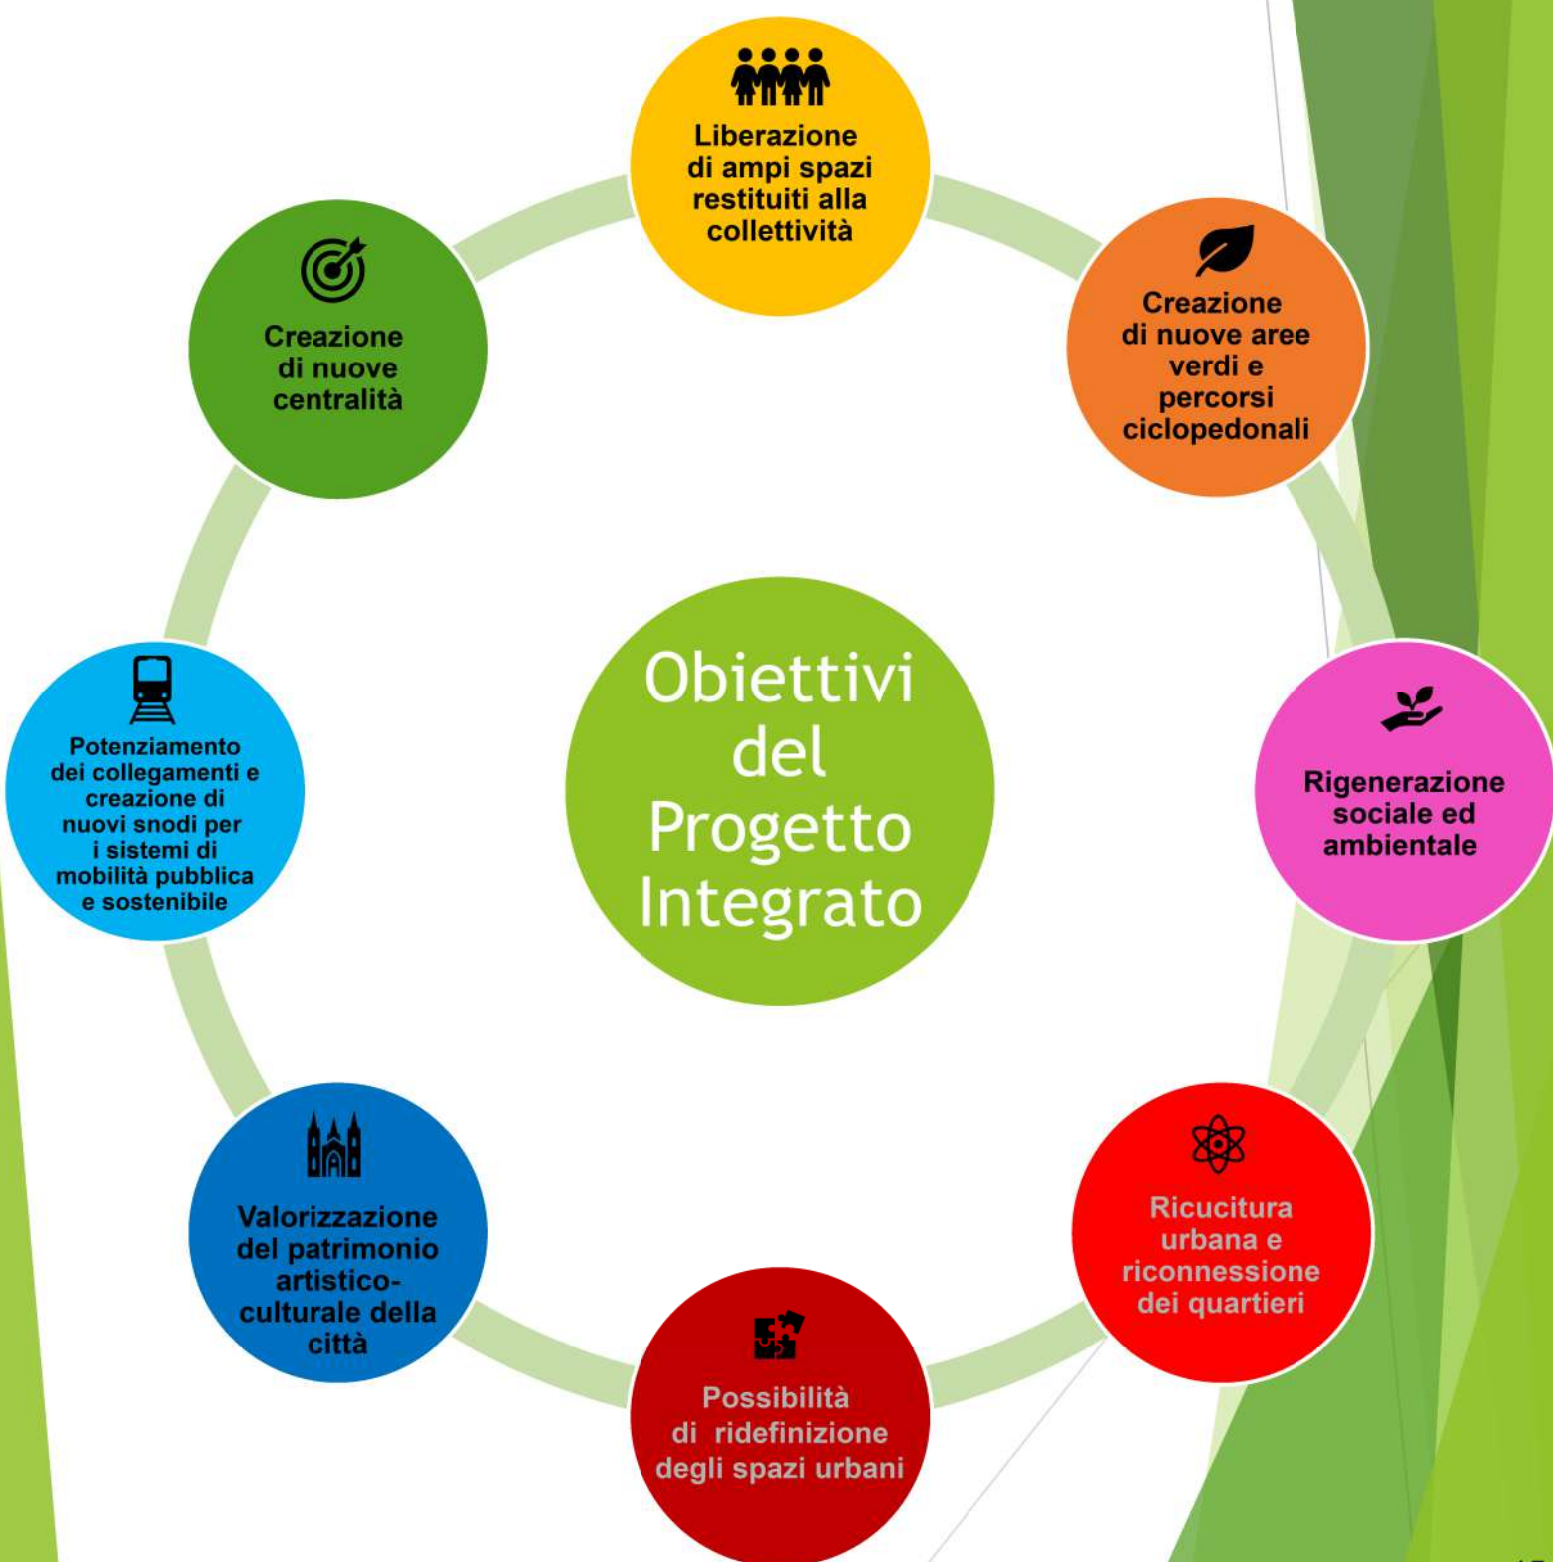 Liberazione
di ampi spazi
restituiti alla
collettività
Creazione
di nuove aree
verdi e
percorsi
ciclopedonali
Rigenerazione
sociale ed
ambientale
Ricucitura
urbana e
riconnessione
dei quartieri
Possibilità
di ridefinizione
degli spazi urbani
Valorizzazione
del patrimonio
artistico-
culturale della
città
Potenziamento
dei collegamenti e
creazione di
nuovi snodi per
i sistemi di
mobilità pubblica
e sostenibile
Creazione
di nuove
centralità
Obiettivi
del
Progetto
Integrato